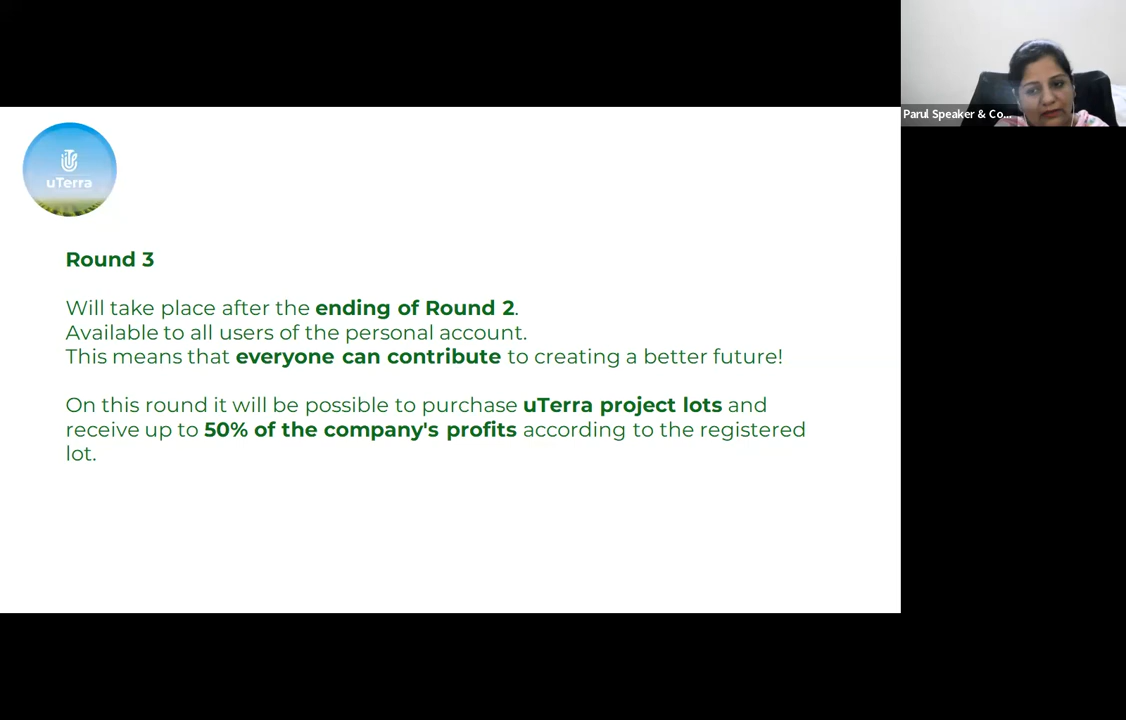 Parul Speaker & Co...
uTerra
Round 3
Will take place after the ending of Round 2.
Available to all users of the personal account.
This means that everyone can contribute to creating a better future!
On this round it will be possible to purchase uTerra project lots and
receive up to 50% of the company's profits according to the registered
lot.